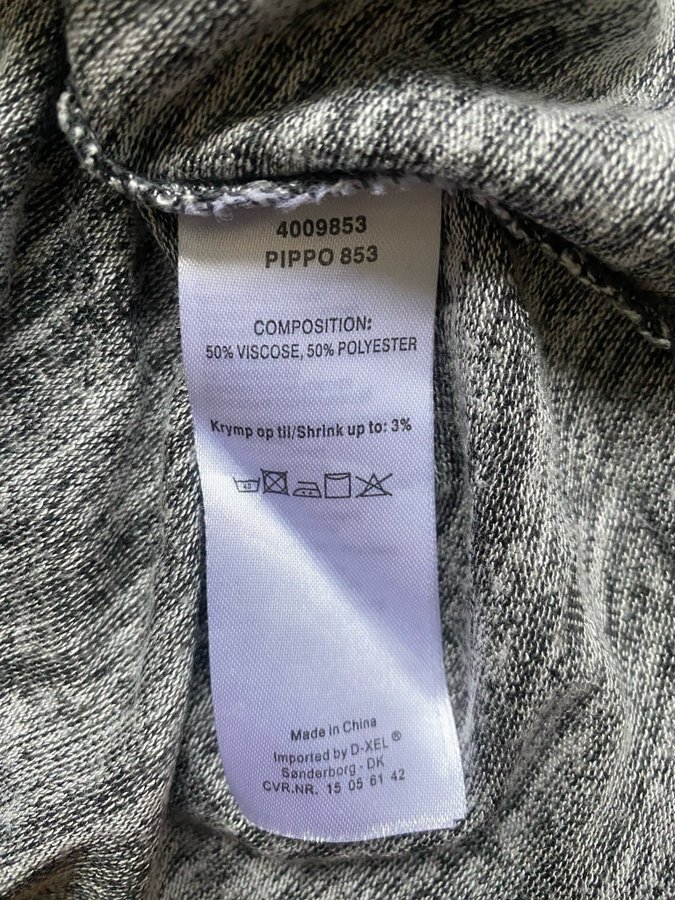 4009853
PIPPO 853
COMPOSITION:
50% VISCOSE, 50% POLYESTER
Krymp op til/Shrink up to: 3%
40
Made in China
Imported by D-XEL®
Sønderborg - DK
CVR.NR. 15 05 61 42